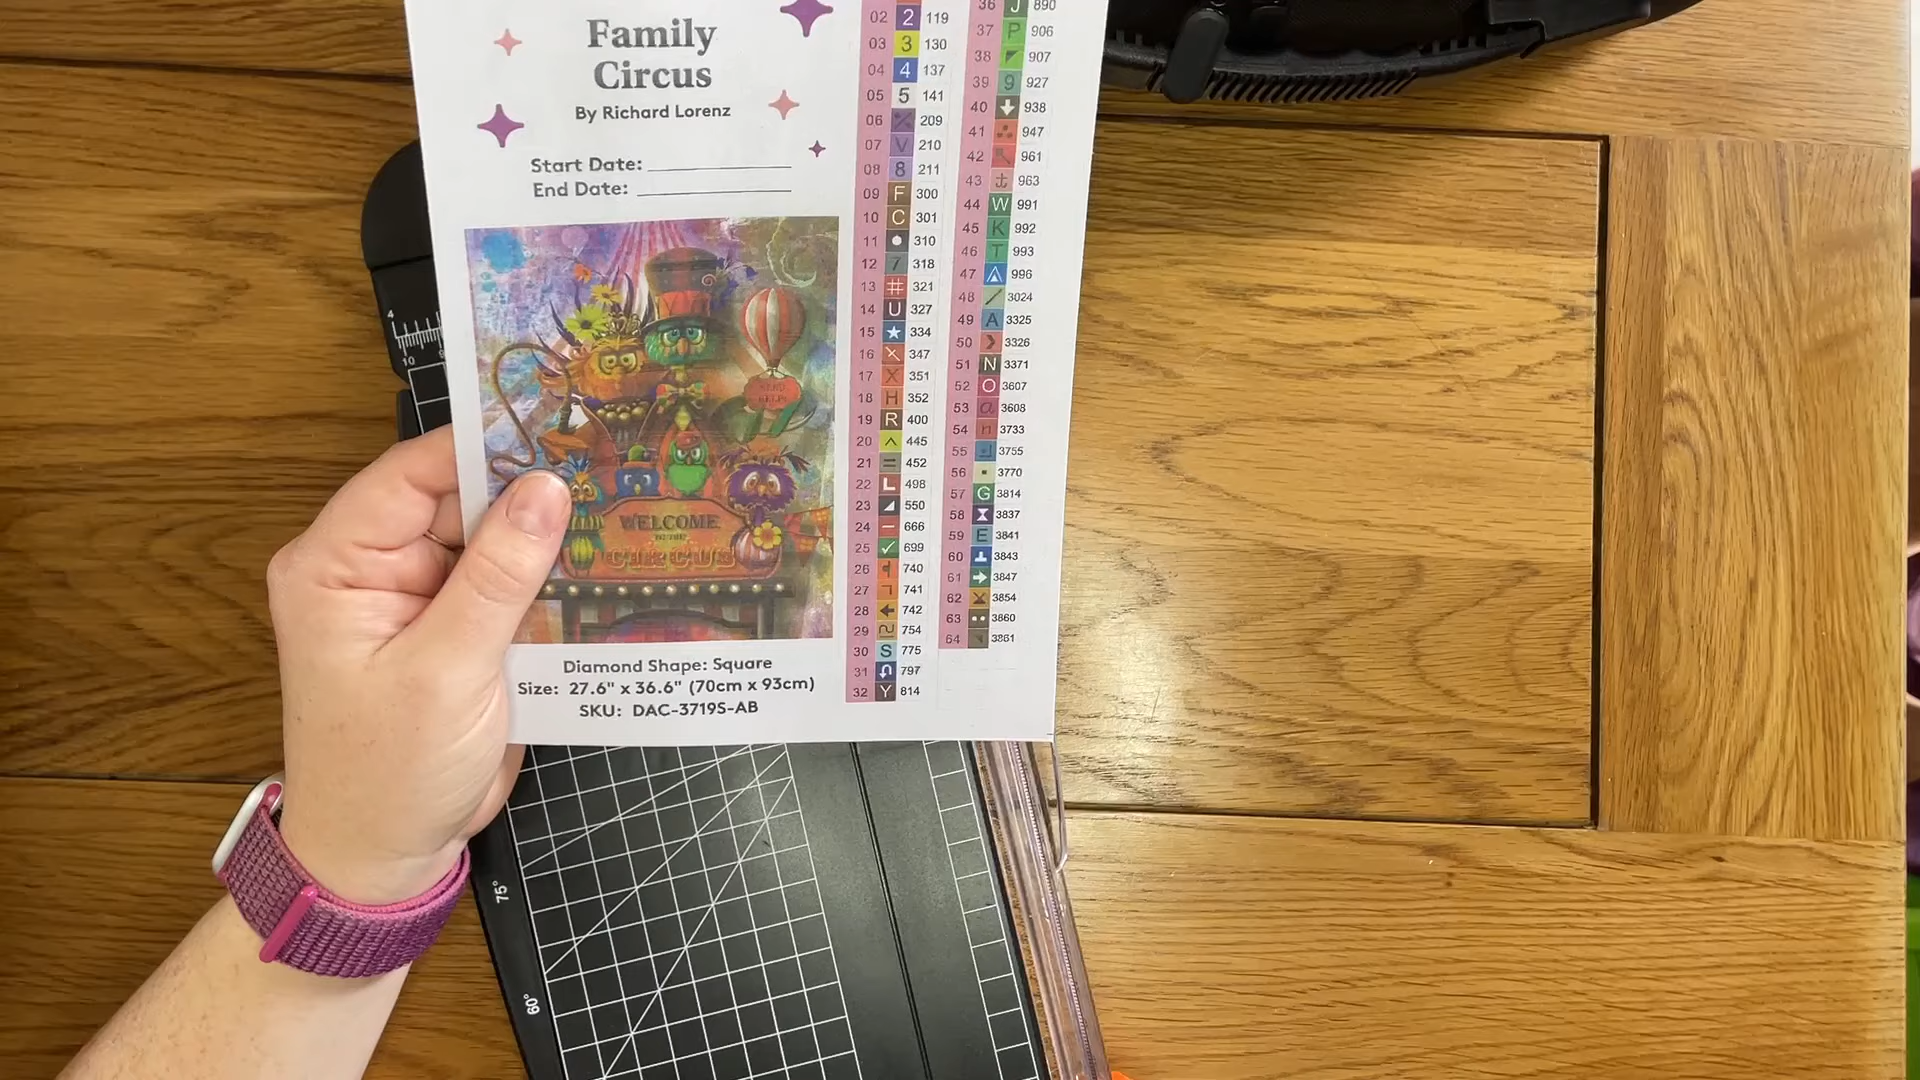 Family
Circus
By Richard Lorenz
Start Date:
End Date:
WELCOME
TO THE
CIRCUS
Diamond Shape: Square
Size: 27.6" x 36.6" (70cm x 93cm)
SKU: DAC-3719S-AB
02 2 119
03 3 130
04 4 137
05 5 141
06 209
07 V 210
08 8 211
09 F 300
10 C 301
11 310
12 7 318
13 # 321
14 U 327
15 ★ 334
16 347
17 X 351
18 H 352
19 R 400
20 ^ 445
21 = 452
22 L 498
23 550
24 – 666
25 ✓ 699
26 740
27 741
28 ← 742
29 754
30 S 775
31 797
32 Y 814
36 J 890
37 P 906
38 907
39 9 927
40 938
41 947
42 961
43 963
44 W 991
45 K 992
46 T 993
47 996
48 / 3024
49 A 3325
50 3326
51 N 3371
52 O 3607
53 a 3608
54 n 3733
55 3755
56 3770
57 G 3814
58 3837
59 E 3841
60 3843
61 → 3847
62 3854
63 3860
64 3861
4
10
75°
60°